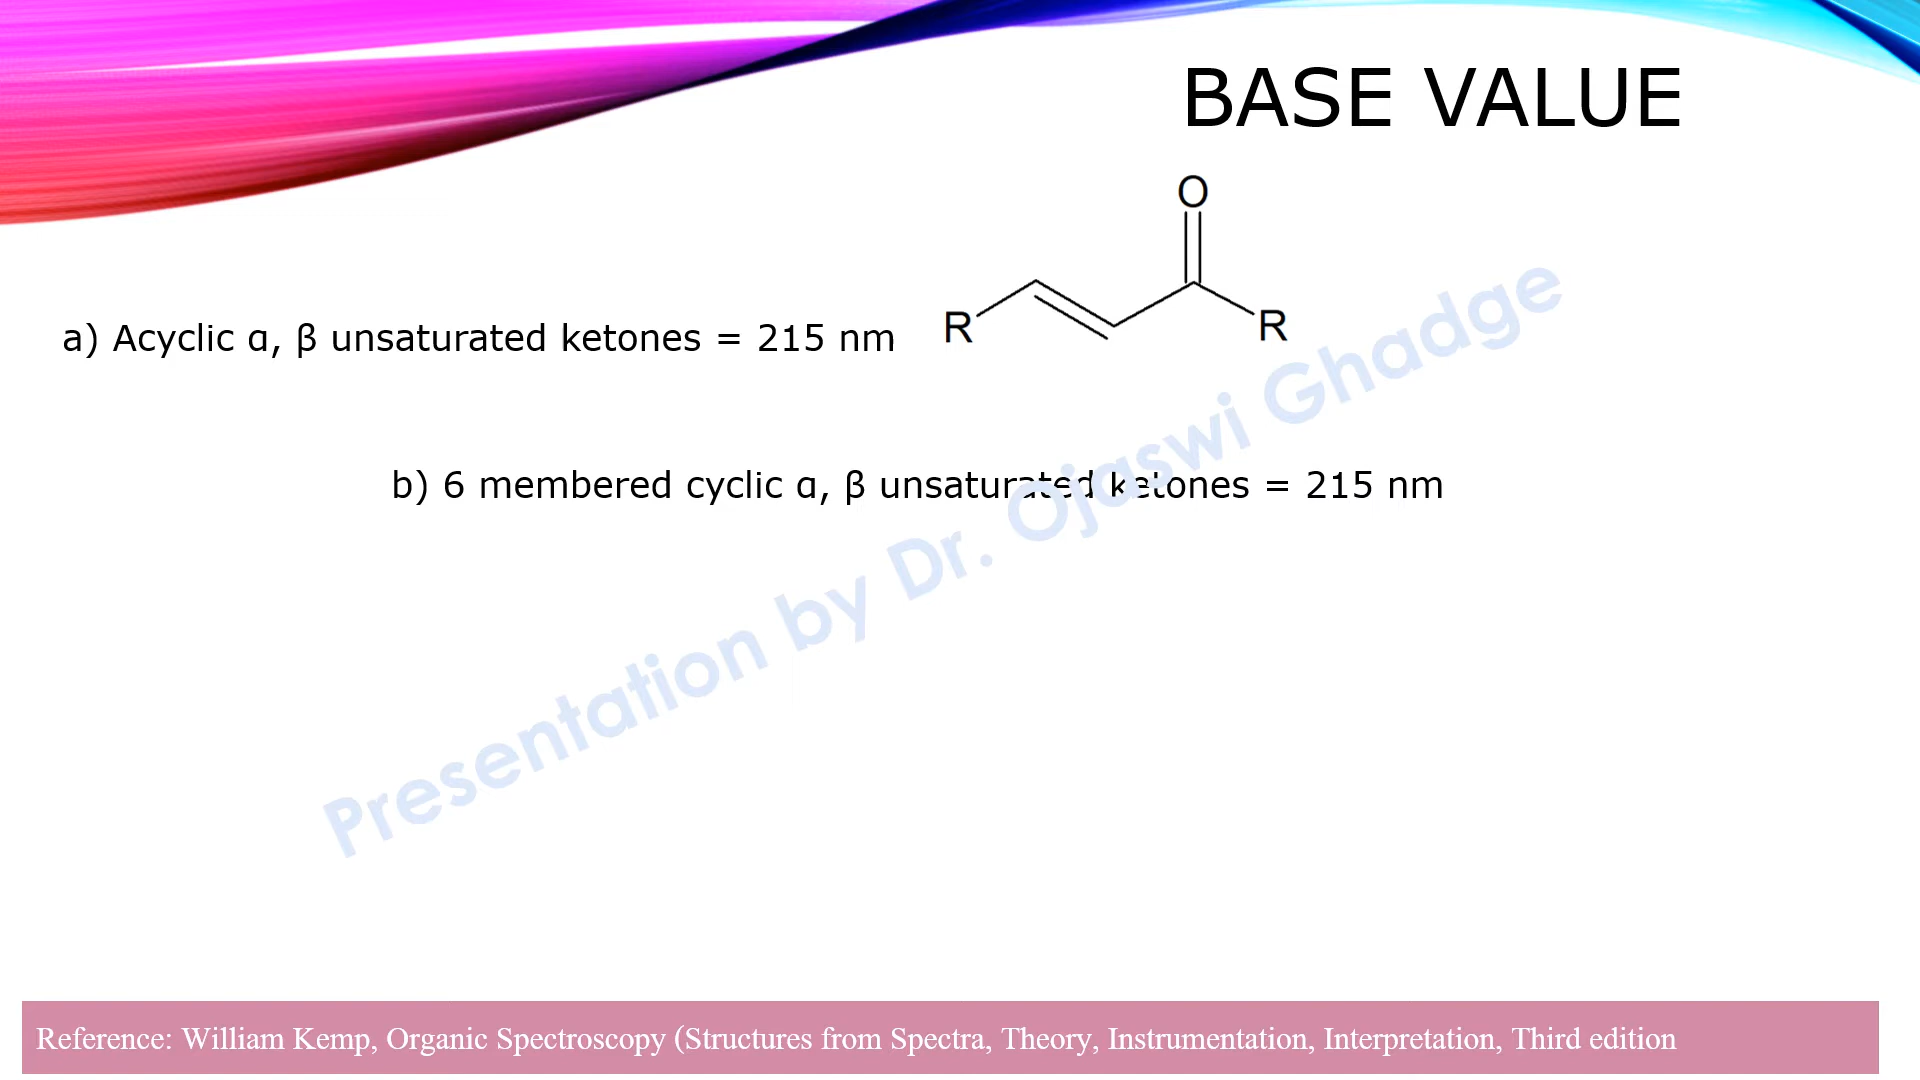 BASE VALUE
O
R
R
a) Acyclic ɑ, β unsaturated ketones = 215 nm
b) 6 membered cyclic ɑ, β unsaturated ketones = 215 nm
Presentation by Dr. Ojaswi Ghadge
Reference: William Kemp, Organic Spectroscopy (Structures from Spectra, Theory, Instrumentation, Interpretation, Third edition